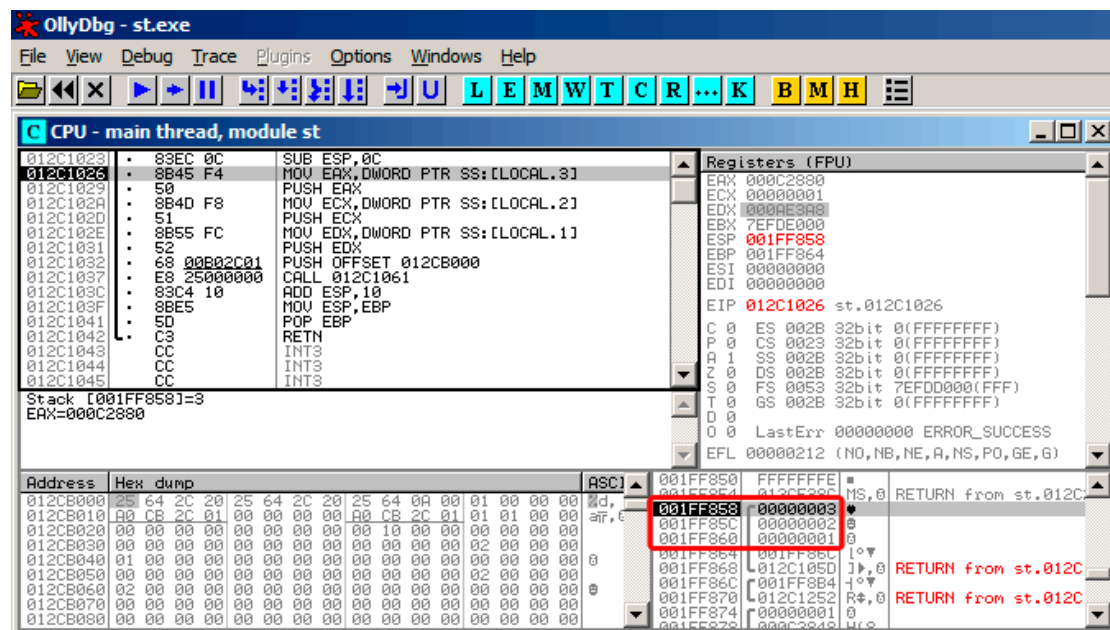 OllyDbg - st.exe
File View Debug Trace Plugins Options Windows Help
L E M W T C R ... K B M H
C CPU - main thread, module st
012C1023 · 83EC 0C SUB ESP,0C
012C1026 · 8B45 F4 MOV EAX,DWORD PTR SS:[LOCAL.3]
012C1029 · 50 PUSH EAX
012C102A · 8B4D F8 MOV ECX,DWORD PTR SS:[LOCAL.2]
012C102D · 51 PUSH ECX
012C102E · 8B55 FC MOV EDX,DWORD PTR SS:[LOCAL.1]
012C1031 · 52 PUSH EDX
012C1032 · 68 00B02C01 PUSH OFFSET 012CB000
012C1037 · E8 25000000 CALL 012C1061
012C103C · 83C4 10 ADD ESP,10
012C103F · 8BE5 MOV ESP,EBP
012C1041 · 5D POP EBP
012C1042 · C3 RETN
012C1043 CC INT3
012C1044 CC INT3
012C1045 CC INT3
Stack [001FF858]=3
EAX=000C2880
Registers (FPU)
EAX 000C2880
ECX 00000001
EDX 000AE3A8
EBX 7EFDE000
ESP 001FF858
EBP 001FF864
ESI 00000000
EDI 00000000
EIP 012C1026 st.012C1026
C 0 ES 002B 32bit 0(FFFFFFFF)
P 0 CS 0023 32bit 0(FFFFFFFF)
A 1 SS 002B 32bit 0(FFFFFFFF)
Z 0 DS 002B 32bit 0(FFFFFFFF)
S 0 FS 0053 32bit 7EFDD000(FFF)
T 0 GS 002B 32bit 0(FFFFFFFF)
D 0
O 0 LastErr 00000000 ERROR_SUCCESS
EFL 00000212 (NO,NB,NE,A,NS,PO,GE,G)
Address Hex dump ASCI
012CB000 25 64 2C 20 25 64 2C 20 25 64 0A 00 01 00 00 00 %d,
012CB010 A0 CB 2C 01 00 00 00 00 A0 CB 2C 01 01 01 00 00
012CB020 00 00 00 00 00 00 00 00 00 10 00 00 00 00 00 00
012CB030 00 00 00 00 00 00 00 00 00 00 00 00 02 00 00 00
012CB040 01 00 00 00 00 00 00 00 00 00 00 00 00 00 00 00
012CB050 00 00 00 00 00 00 00 00 00 00 00 00 02 00 00 00
012CB060 02 00 00 00 00 00 00 00 00 00 00 00 00 00 00 00
012CB070 00 00 00 00 00 00 00 00 00 00 00 00 00 00 00 00
012CB080 00 00 00 00 00 00 00 00 00 00 00 00 00 00 00 00
001FF850 FFFFFFFE
001FF854 RETURN from st.012C
001FF858 00000003 ♥
001FF85C 00000002
001FF860 00000001
001FF864 001FF86C
001FF868 012C105D RETURN from st.012C
001FF86C 001FF8B4
001FF870 012C1252 RETURN from st.012C
001FF874 00000001